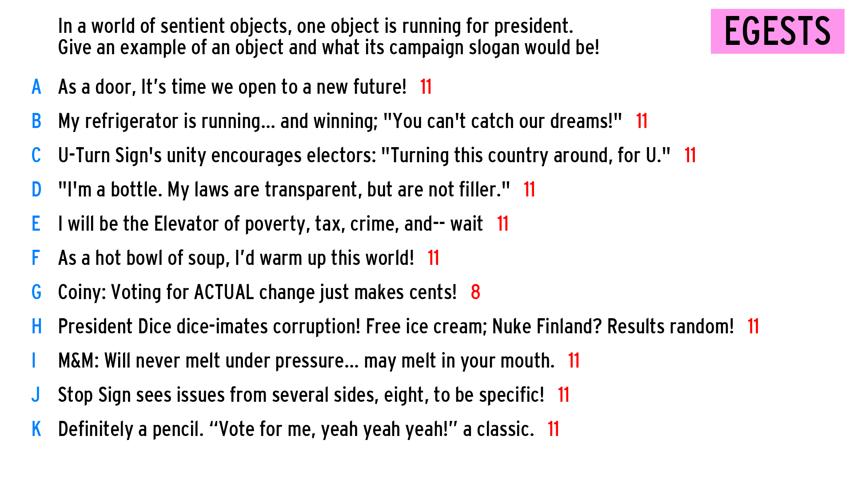 In a world of sentient objects, one object is running for president.
Give an example of an object and what its campaign slogan would be!
EGESTS
A As a door, It’s time we open to a new future! 11
B My refrigerator is running... and winning; "You can't catch our dreams!" 11
C U-Turn Sign's unity encourages electors: "Turning this country around, for U." 11
D "I'm a bottle. My laws are transparent, but are not filler." 11
E I will be the Elevator of poverty, tax, crime, and-- wait 11
F As a hot bowl of soup, I’d warm up this world! 11
G Coiny: Voting for ACTUAL change just makes cents! 8
H President Dice dice-imates corruption! Free ice cream; Nuke Finland? Results random! 11
I M&M: Will never melt under pressure... may melt in your mouth. 11
J Stop Sign sees issues from several sides, eight, to be specific! 11
K Definitely a pencil. “Vote for me, yeah yeah yeah!” a classic. 11